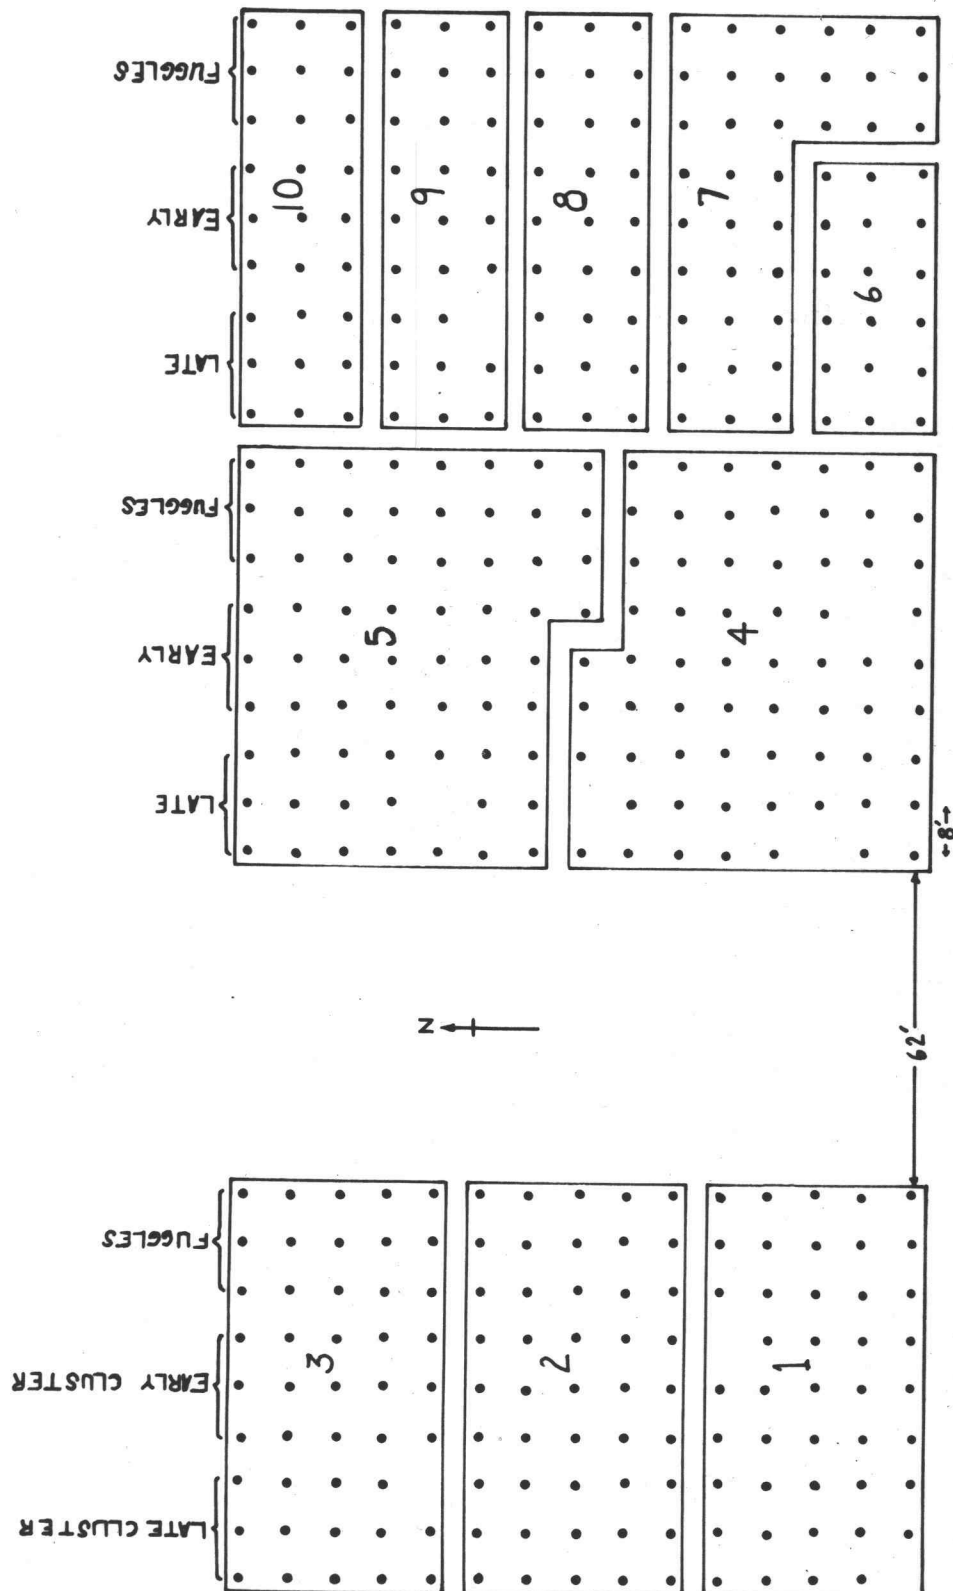 FUGGLES
EARLY
LATE
10
9
8
7
6
FUGGLES
EARLY
LATE
5
4
8'
N
62'
FUGGLES
EARLY CLUSTER
LATE CLUSTER
3
2
1